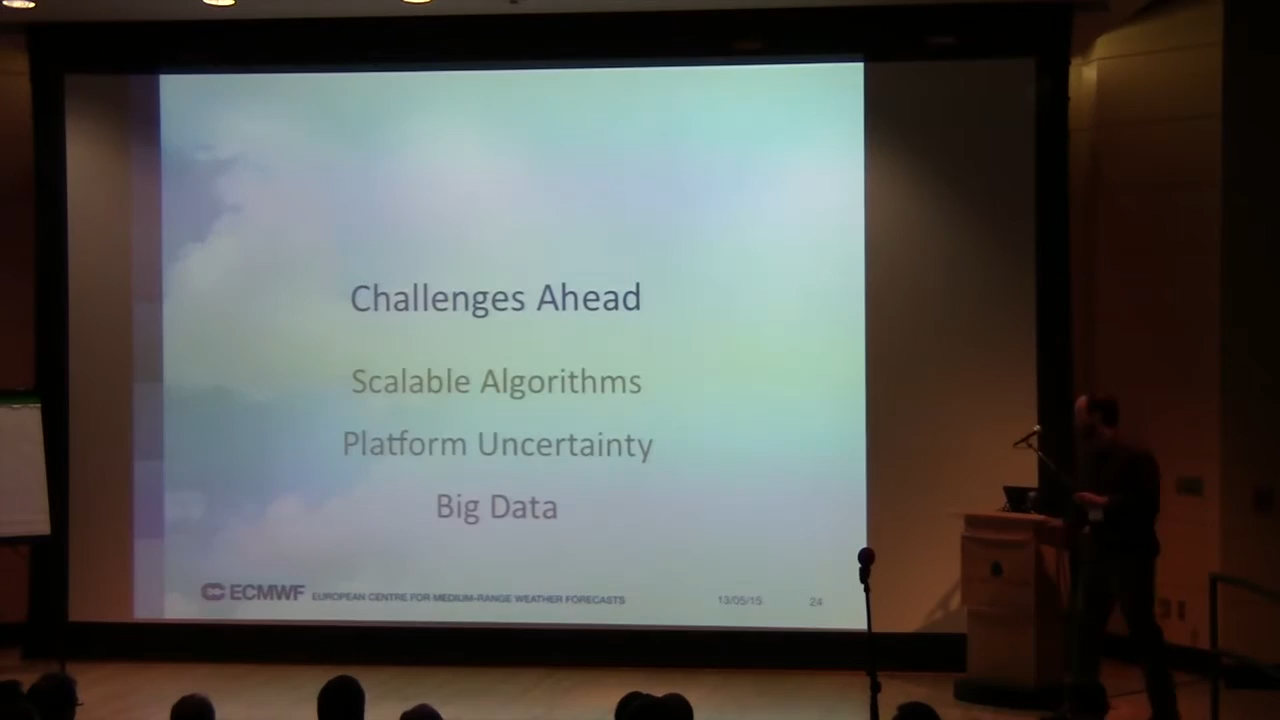 Challenges Ahead
Scalable Algorithms
Platform Uncertainty
Big Data
ECMWF EUROPEAN CENTRE FOR MEDIUM-RANGE WEATHER FORECASTS 13/05/15 24